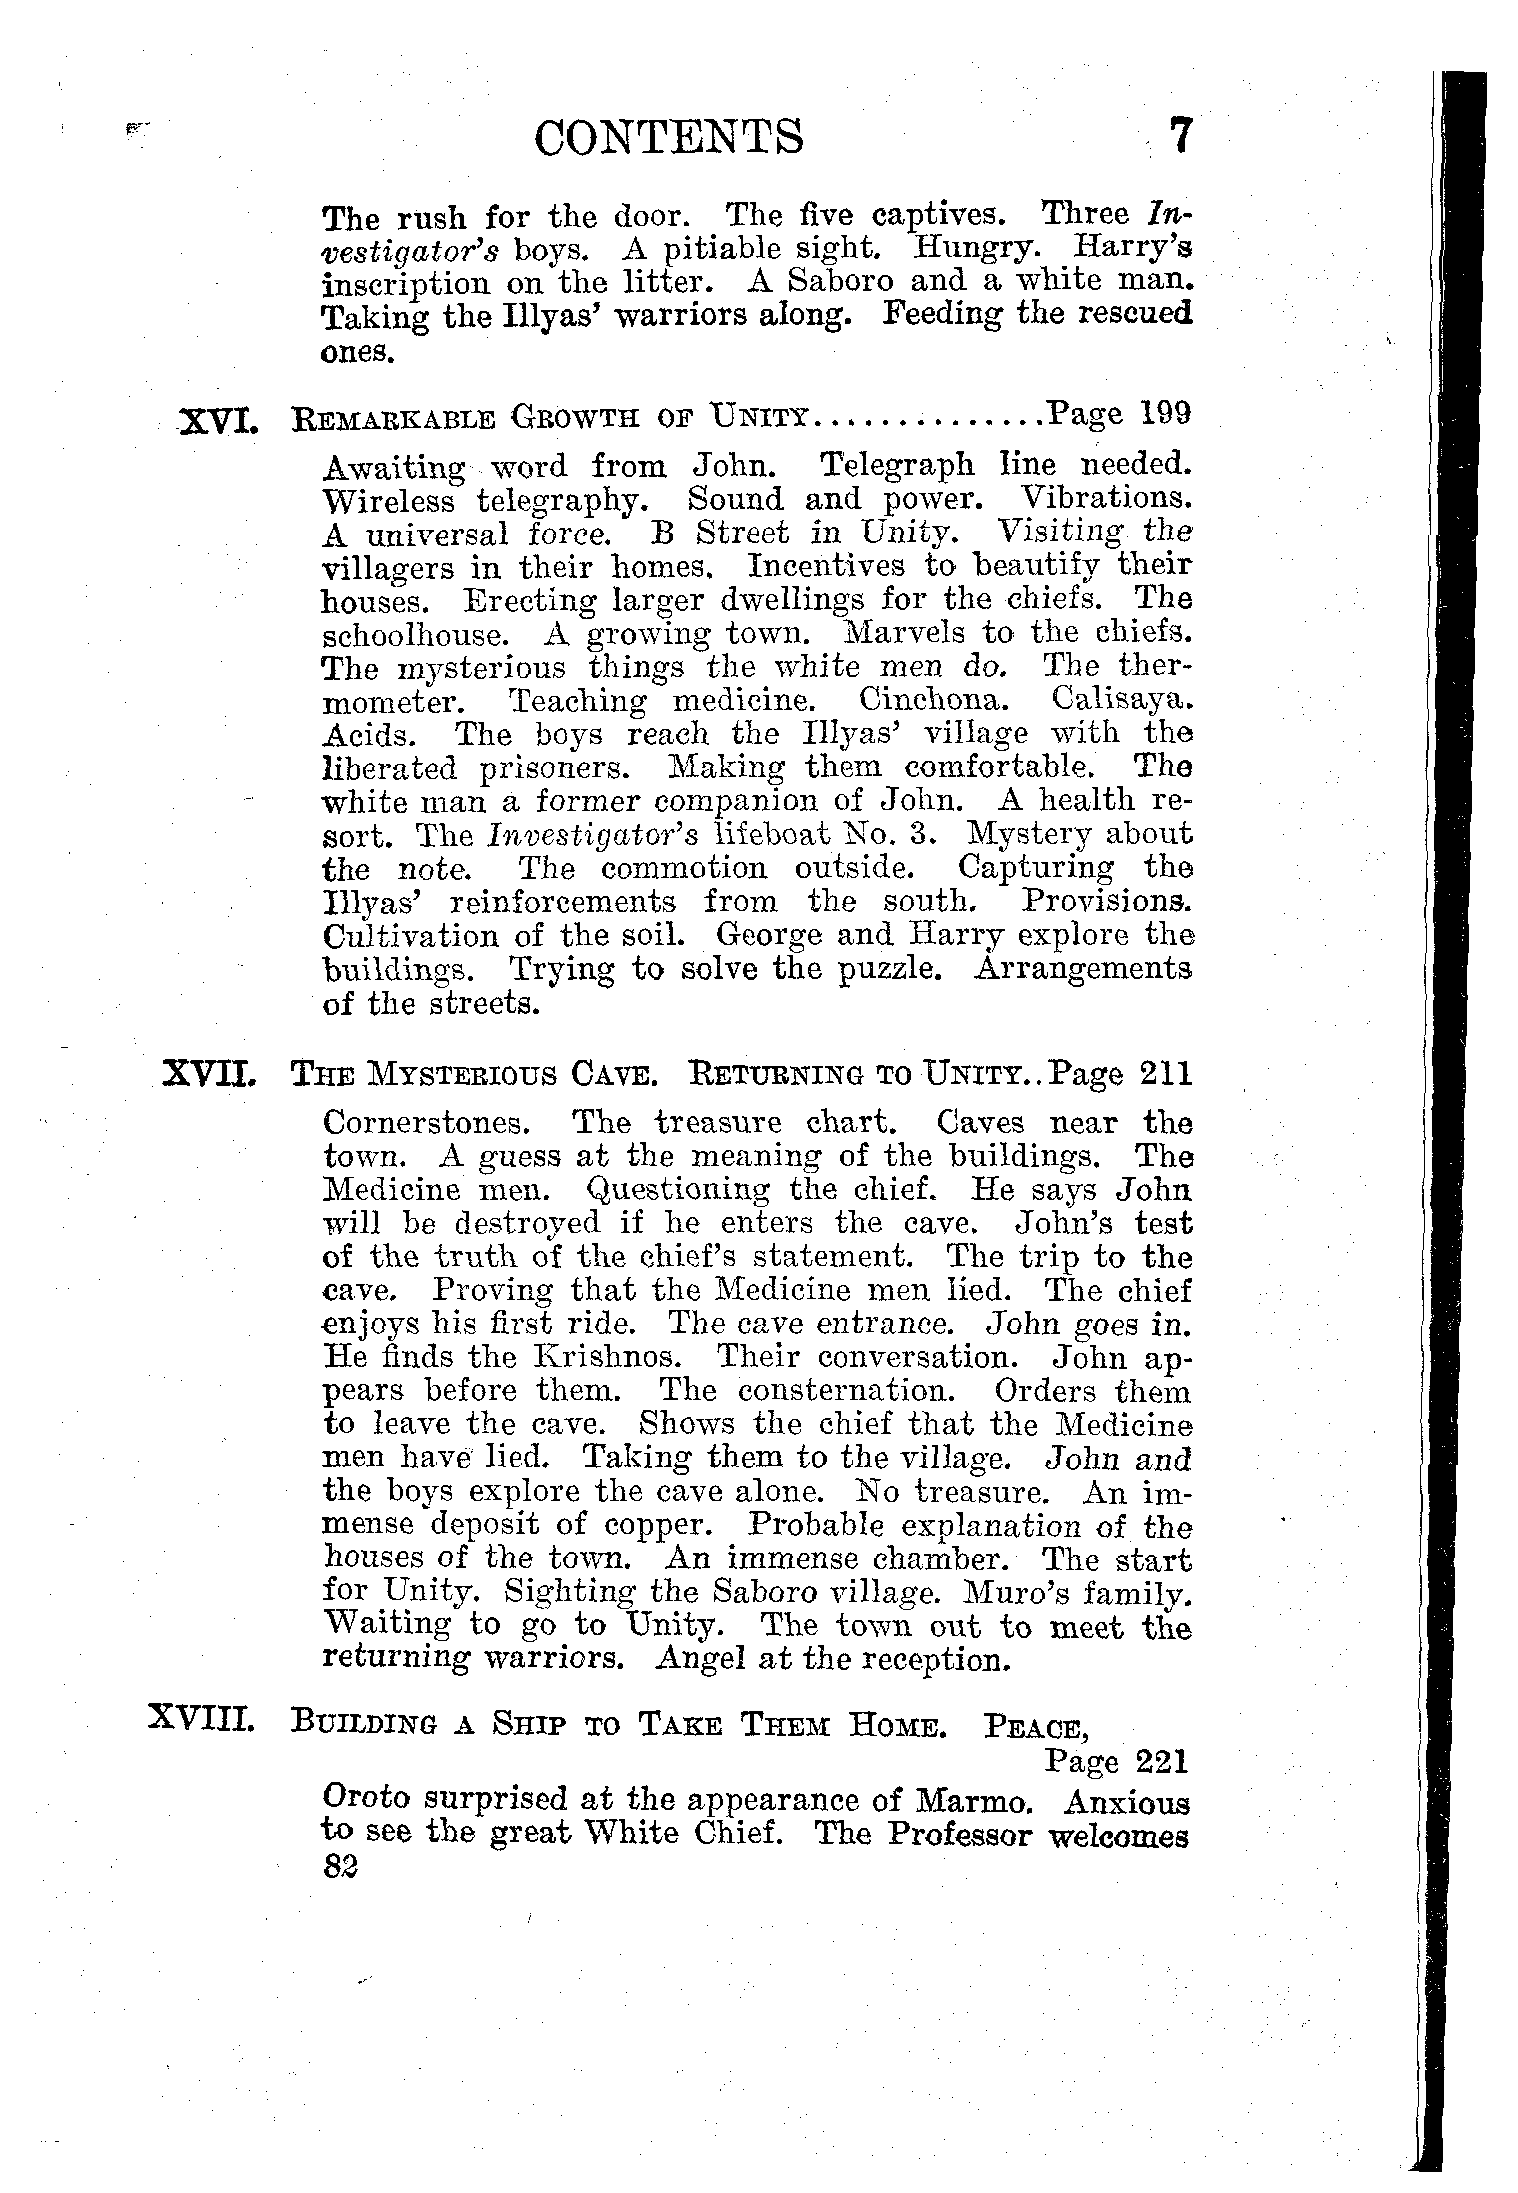 CONTENTS 7
The rush for the door. The five captives. Three In-
vestigator's boys. A pitiable sight. Hungry. Harry's
inscription on the litter. A Saboro and a white man.
Taking the Illyas' warriors along. Feeding the rescued
ones.
XVI. REMARKABLE GROWTH OF UNITY..............Page 199
Awaiting word from John. Telegraph line needed.
Wireless telegraphy. Sound and power. Vibrations.
A universal force. B Street in Unity. Visiting the
villagers in their homes. Incentives to beautify their
houses. Erecting larger dwellings for the chiefs. The
schoolhouse. A growing town. Marvels to the chiefs.
The mysterious things the white men do. The ther-
mometer. Teaching medicine. Cinchona. Calisaya.
Acids. The boys reach the Illyas' village with the
liberated prisoners. Making them comfortable. The
white man a former companion of John. A health re-
sort. The Investigator's lifeboat No. 3. Mystery about
the note. The commotion outside. Capturing the
Illyas' reinforcements from the south. Provisions.
Cultivation of the soil. George and Harry explore the
buildings. Trying to solve the puzzle. Arrangements
of the streets.
XVII. THE MYSTERIOUS CAVE. RETURNING TO UNITY..Page 211
Cornerstones. The treasure chart. Caves near the
town. A guess at the meaning of the buildings. The
Medicine men. Questioning the chief. He says John
will be destroyed if he enters the cave. John's test
of the truth of the chief's statement. The trip to the
cave. Proving that the Medicine men lied. The chief
enjoys his first ride. The cave entrance. John goes in.
He finds the Krishnos. Their conversation. John ap-
pears before them. The consternation. Orders them
to leave the cave. Shows the chief that the Medicine
men have lied. Taking them to the village. John and
the boys explore the cave alone. No treasure. An im-
mense deposit of copper. Probable explanation of the
houses of the town. An immense chamber. The start
for Unity. Sighting the Saboro village. Muro's family.
Waiting to go to Unity. The town out to meet the
returning warriors. Angel at the reception.
XVIII. BUILDING A SHIP TO TAKE THEM HOME. PEACE,
Page 221
Oroto surprised at the appearance of Marmo. Anxious
to see the great White Chief. The Professor welcomes
82